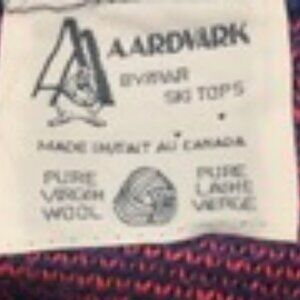 AARDVARK
SKI TOPS
MADE IN/FAIT AU CANADA
PURE VIRGIN WOOL
PURE LAINE VIERGE